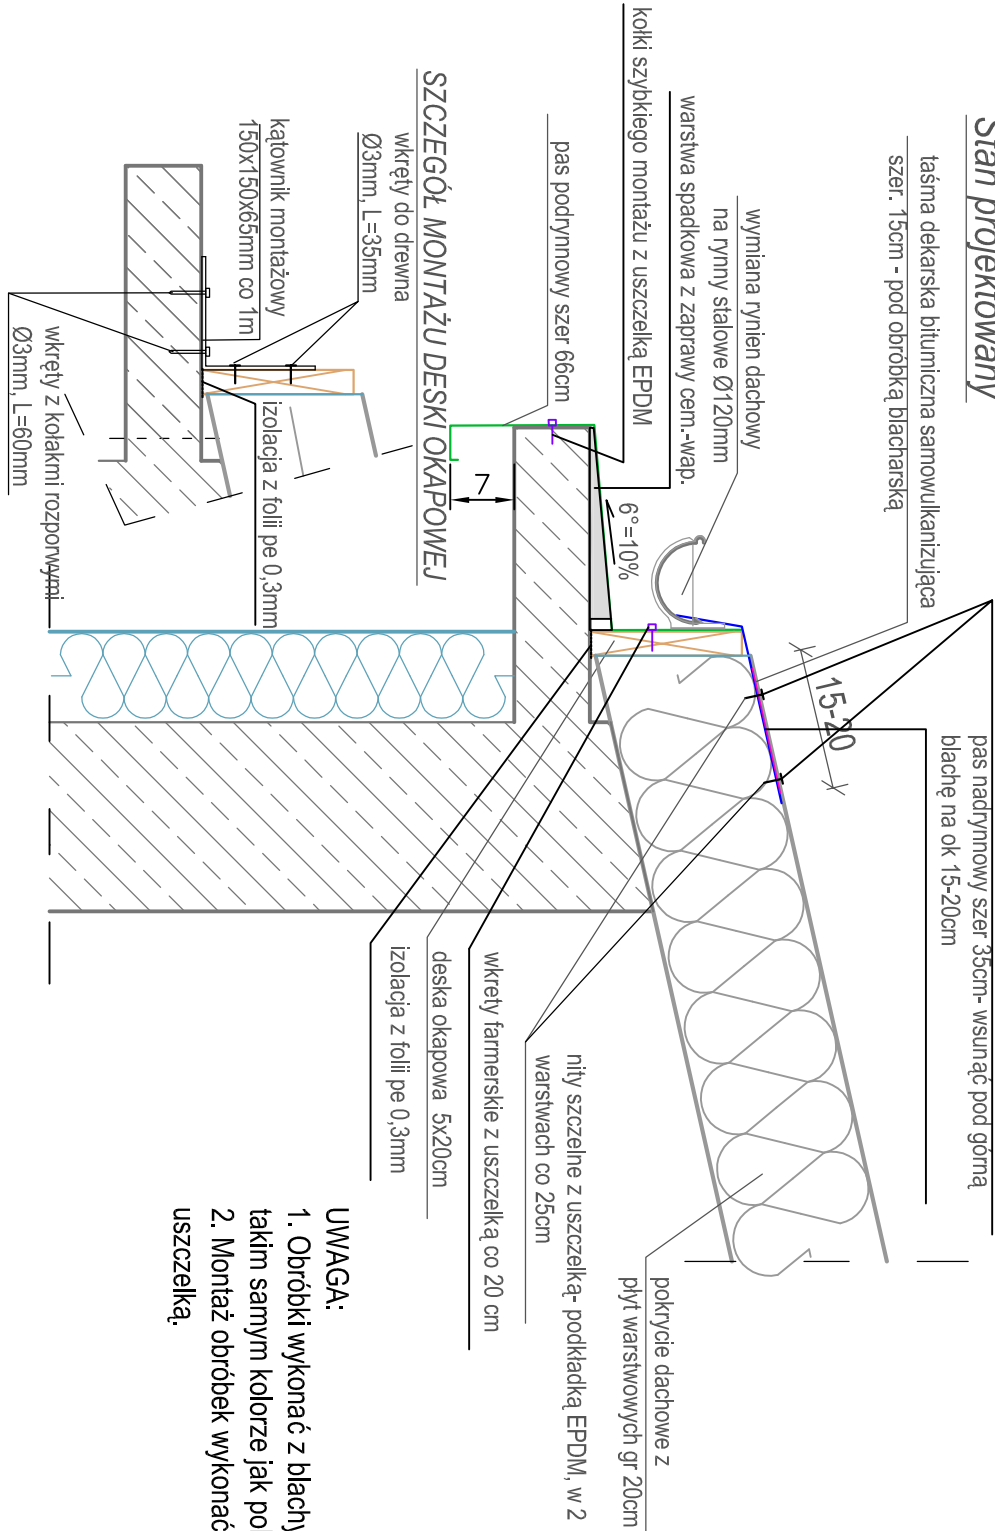 Stan projektowany
taśma dekarska bitumiczna samowulkanizująca
szer. 15cm - pod obróbką blacharską
wymiana rynien dachowy
na rynny stalowe Ø120mm
warstwa spadkowa z zaprawy cem.-wap.
kołki szybkiego montażu z uszczelką EPDM
pas podrynnowy szer 66cm
SZCZEGÓŁ MONTAŻU DESKI OKAPOWEJ
wkręty do drewna
Ø3mm, L=35mm
kątownik montażowy
150x150x65mm co 1m
izolacja z folii pe 0,3mm
wkręty z kołakmi rozporwymi
Ø3mm, L=60mm
7
6°=10%
15-20
pas nadrynnowy szer 35cm- wsunąć pod górną
blachę na ok 15-20cm
pokrycie dachowe z
płyt warstwowych gr 20cm
nity szczelne z uszczelką- podkładką EPDM, w 2
warstwach co 25cm
wkręty farmerskie z uszczelką co 20 cm
deska okapowa 5x20cm
izolacja z folii pe 0,3mm
UWAGA:
1. Obróbki wykonać z blachy
takim samym kolorze jak
2. Montaż obróbek wykonać
uszczelką.